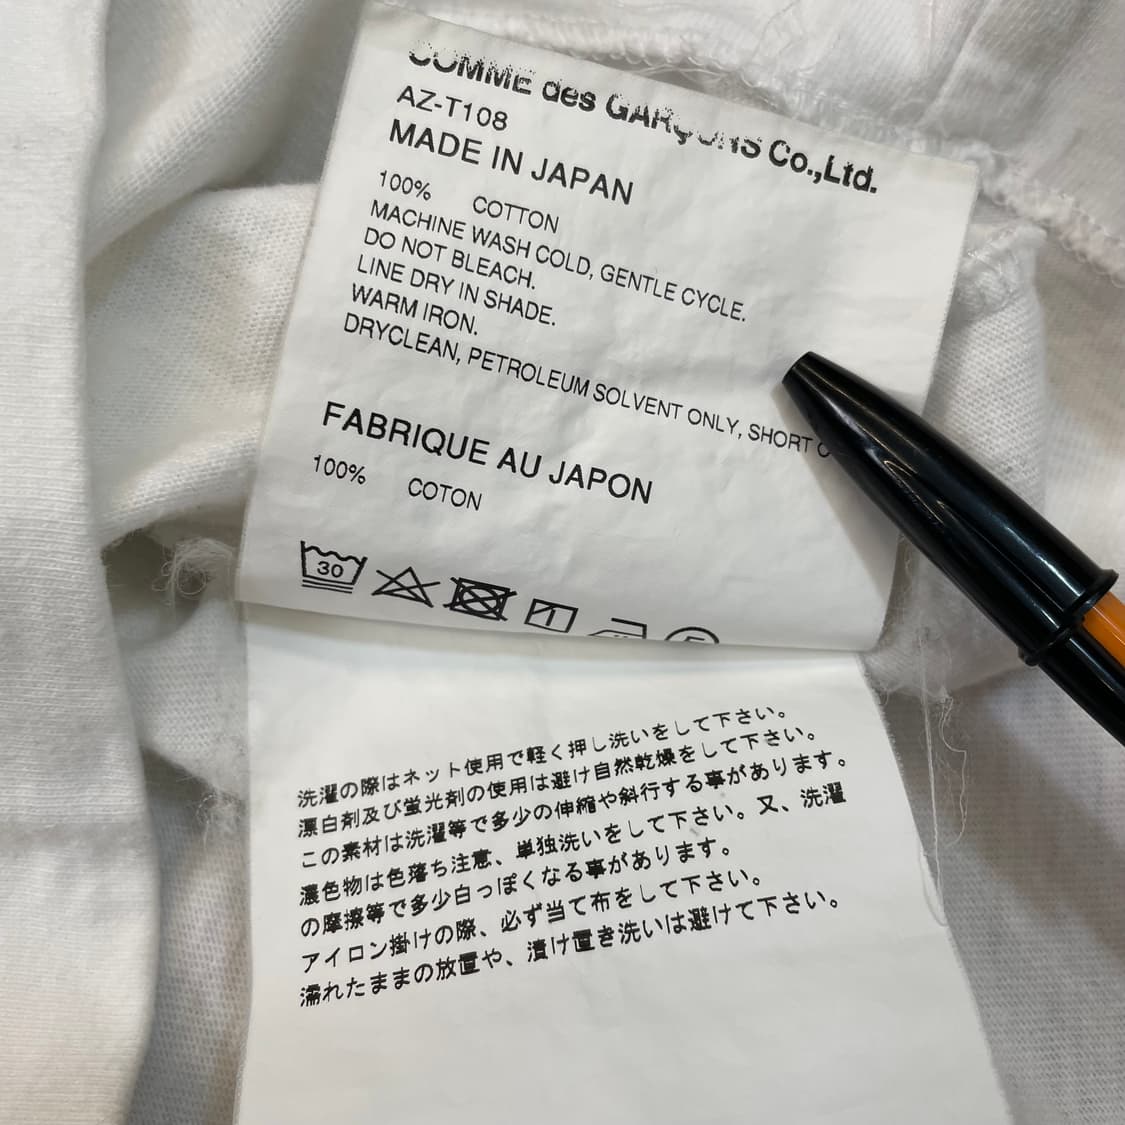 COMME des GARÇONS Co.,Ltd.
AZ-T108
MADE IN JAPAN
100% COTTON
MACHINE WASH COLD, GENTLE CYCLE.
DO NOT BLEACH.
LINE DRY IN SHADE.
WARM IRON.
DRYCLEAN, PETROLEUM SOLVENT ONLY, SHORT
FABRIQUE AU JAPON
100% COTON
30
洗濯の際はネット使用で軽く押し洗いをして下さい。
漂白剤及び蛍光剤の使用は避け自然乾燥をして下さい。
この素材は洗濯等で多少の伸縮や斜行する事があります。
濃色物は色落ち注意、単独洗いをして下さい。又、洗濯
の摩擦等で多少白っぽくなる事があります。
アイロン掛けの際、必ず当て布をして下さい。
濡れたままの放置や、漬け置き洗いは避けて下さい。